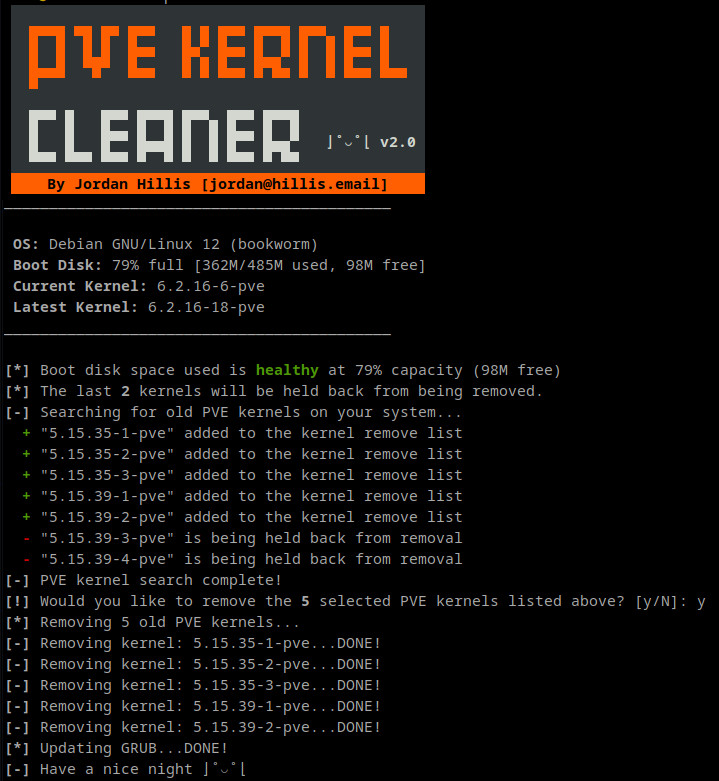 PVE KERNEL
CLEANER
⌋˚◡˚⌊ v2.0
By Jordan Hillis [jordan@hillis.email]
OS: Debian GNU/Linux 12 (bookworm)
Boot Disk: 79% full [362M/485M used, 98M free]
Current Kernel: 6.2.16-6-pve
Latest Kernel: 6.2.16-18-pve
[*] Boot disk space used is healthy at 79% capacity (98M free)
[*] The last 2 kernels will be held back from being removed.
[-] Searching for old PVE kernels on your system...
+ "5.15.35-1-pve" added to the kernel remove list
+ "5.15.35-2-pve" added to the kernel remove list
+ "5.15.35-3-pve" added to the kernel remove list
+ "5.15.39-1-pve" added to the kernel remove list
+ "5.15.39-2-pve" added to the kernel remove list
- "5.15.39-3-pve" is being held back from removal
- "5.15.39-4-pve" is being held back from removal
[-] PVE kernel search complete!
[!] Would you like to remove the 5 selected PVE kernels listed above? [y/N]: y
[*] Removing 5 old PVE kernels...
[-] Removing kernel: 5.15.35-1-pve...DONE!
[-] Removing kernel: 5.15.35-2-pve...DONE!
[-] Removing kernel: 5.15.35-3-pve...DONE!
[-] Removing kernel: 5.15.39-1-pve...DONE!
[-] Removing kernel: 5.15.39-2-pve...DONE!
[*] Updating GRUB...DONE!
[-] Have a nice night ⌋˚◡˚⌊